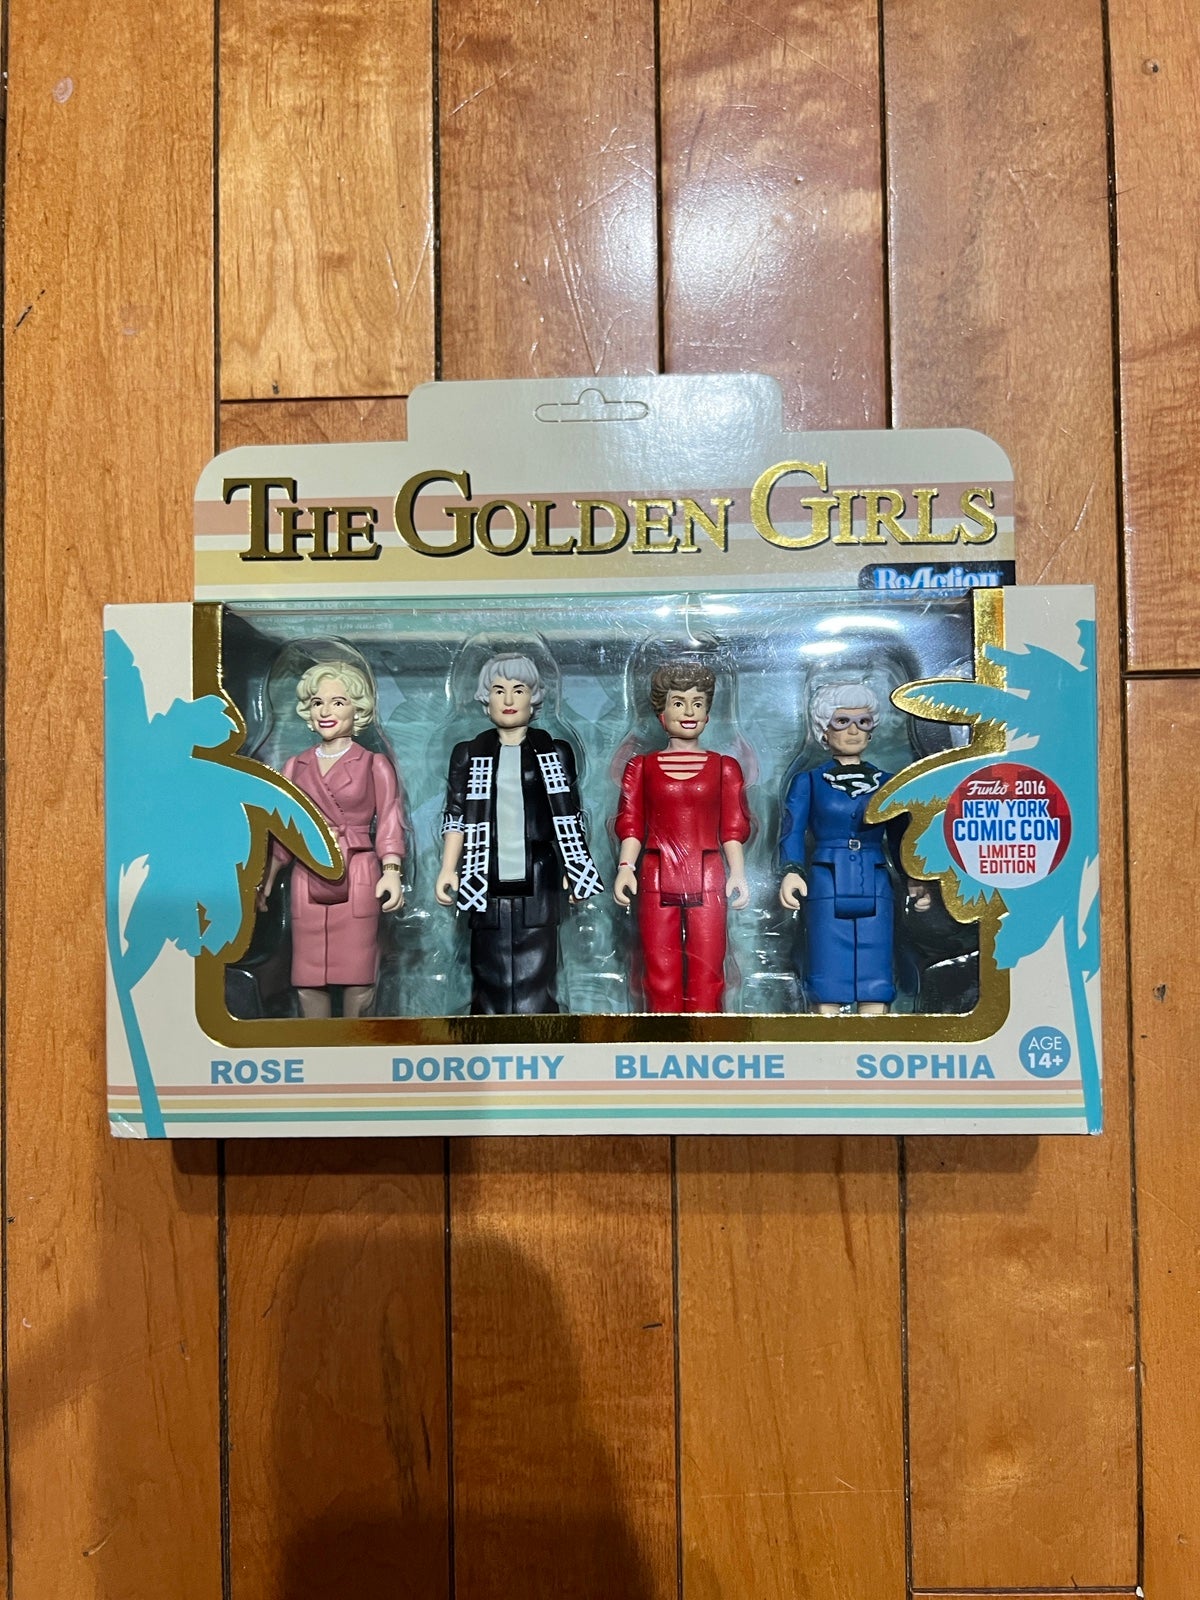 THE GOLDEN GIRLS
ReAction
Funko 2016
NEW YORK
COMIC CON
LIMITED
EDITION
ROSE
DOROTHY
BLANCHE
SOPHIA
AGE
14+